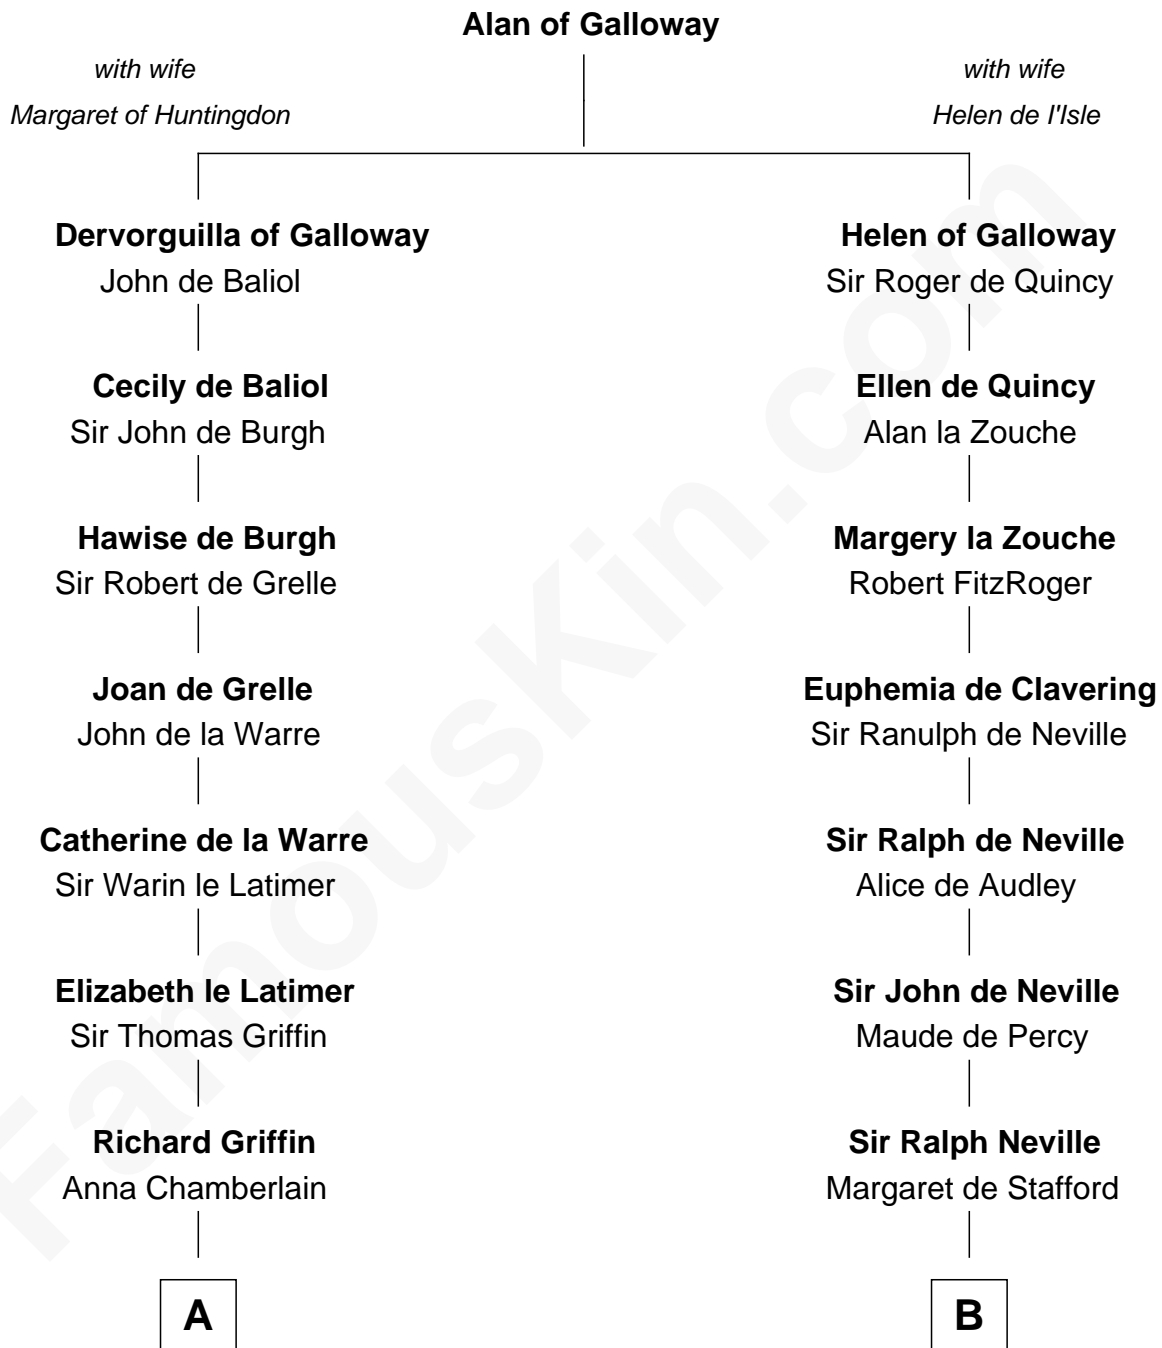 Alan of Galloway
with wife
Margaret of Huntingdon
with wife
Helen de l'Isle
Dervorguilla of Galloway
John de Baliol
Helen of Galloway
Sir Roger de Quincy
Cecily de Baliol
Sir John de Burgh
Ellen de Quincy
Alan la Zouche
Hawise de Burgh
Sir Robert de Grelle
Margery la Zouche
Robert FitzRoger
Joan de Grelle
John de la Warre
Euphemia de Clavering
Sir Ranulph de Neville
Catherine de la Warre
Sir Warin le Latimer
Sir Ralph de Neville
Alice de Audley
Elizabeth le Latimer
Sir Thomas Griffin
Sir John de Neville
Maude de Percy
Richard Griffin
Anna Chamberlain
Sir Ralph Neville
Margaret de Stafford
A
B
FamousKin.com